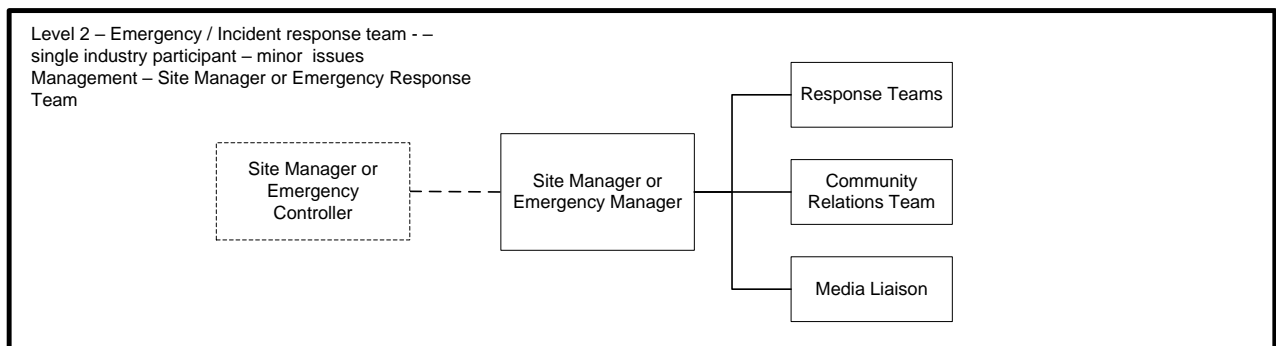 Level 2 – Emergency / Incident response team - –
single industry participant – minor  issues
Management – Site Manager or Emergency Response
Team
Response Teams
Site Manager or
Emergency
Controller
Site Manager or
Emergency Manager
Community
Relations Team
Media Liaison